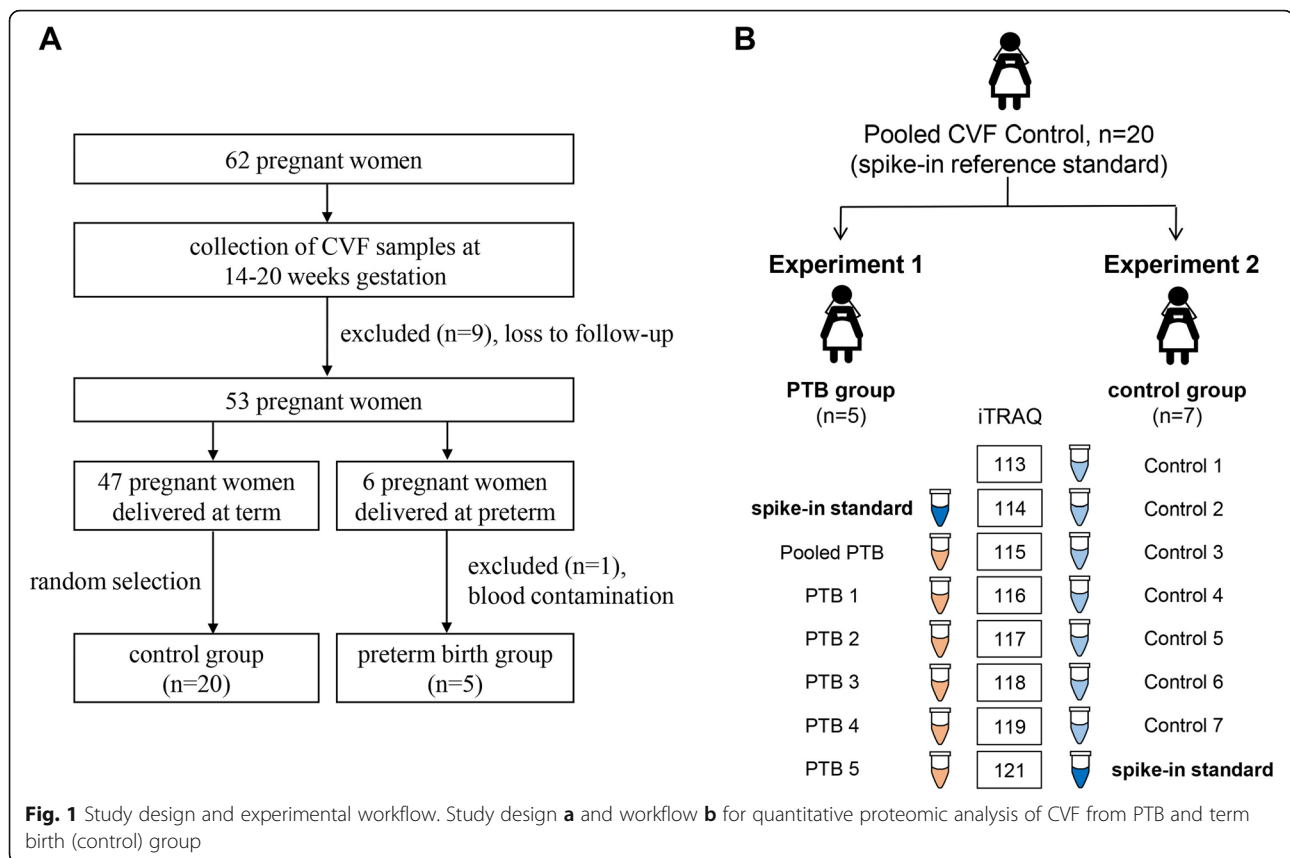 A
62 pregnant women
collection of CVF samples at
14-20 weeks gestation
excluded (n=9), loss to follow-up
53 pregnant women
47 pregnant women
delivered at term
6 pregnant women
delivered at preterm
random selection
excluded (n=1),
blood contamination
control group
(n=20)
preterm birth group
(n=5)
B
Pooled CVF Control, n=20
(spike-in reference standard)
Experiment 1
Experiment 2
PTB group
(n=5)
iTRAQ
control group
(n=7)
113 Control 1
spike-in standard 114 Control 2
Pooled PTB 115 Control 3
PTB 1 116 Control 4
PTB 2 117 Control 5
PTB 3 118 Control 6
PTB 4 119 Control 7
PTB 5 121 spike-in standard
Fig. 1 Study design and experimental workflow. Study design a and workflow b for quantitative proteomic analysis of CVF from PTB and term
birth (control) group